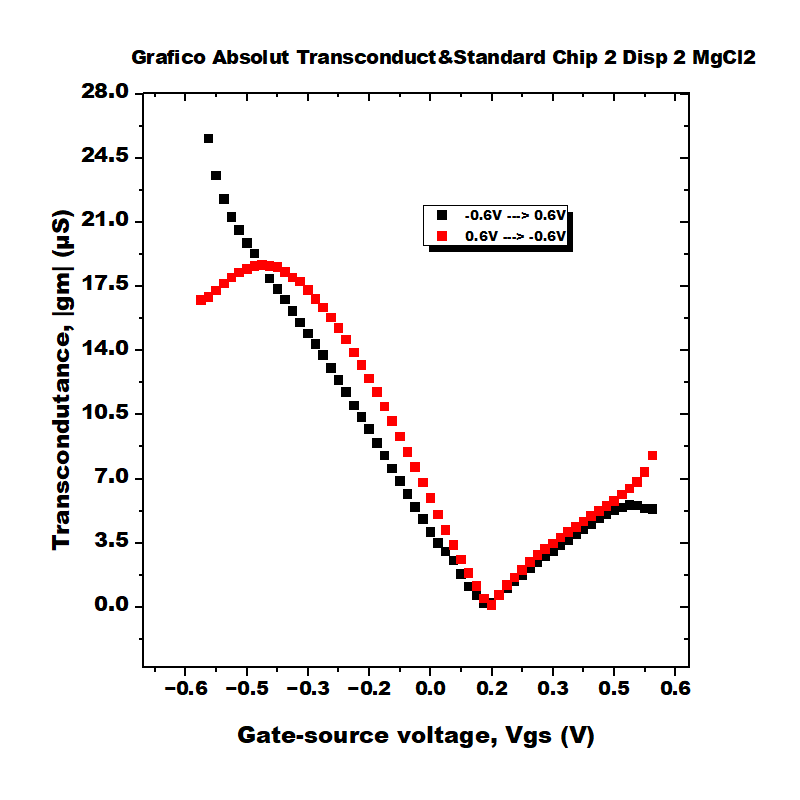 Grafico Absolut Transconduct&Standard Chip 2 Disp 2 MgCl2
28.0
24.5
21.0
17.5
14.0
10.5
7.0
3.5
0.0
Transcondutance, |gm| (µS)
-0.6V ---> 0.6V
0.6V ---> -0.6V
−0.6 −0.5 −0.3 −0.2 0.0 0.2 0.3 0.5 0.6
Gate-source voltage, Vgs (V)